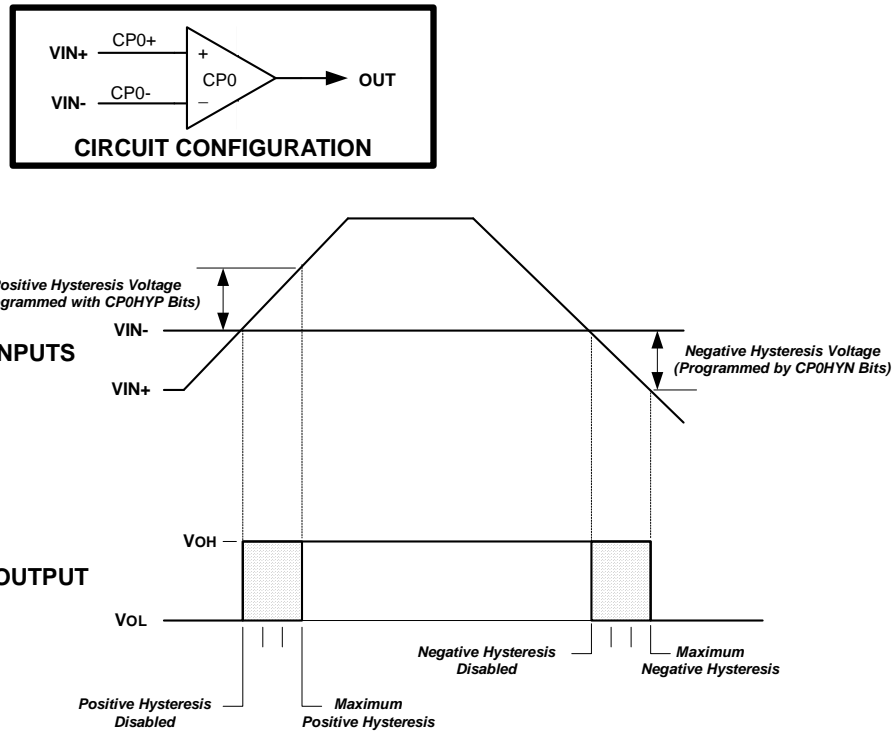 VIN+
CP0+
+
CP0
VIN-
CP0-
_
OUT
CIRCUIT CONFIGURATION
ositive Hysteresis Voltage
grammed with CP0HYP Bits)
VIN-
NPUTS
VIN+
Negative Hysteresis Voltage
(Programmed by CP0HYN Bits)
VOH
OUTPUT
VOL
Negative Hysteresis
Disabled
Maximum
Negative Hysteresis
Positive Hysteresis
Disabled
Maximum
Positive Hysteresis